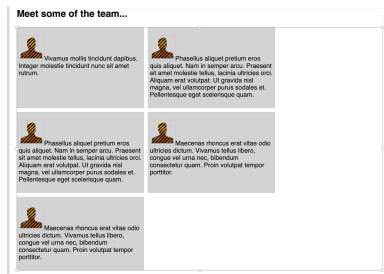 Meet some of the team...
Vivamus mollis tincidunt dapibus.
Integer molestie tincidunt nunc sit amet
rutrum.
Phasellus aliquet pretium eros
quis aliquet. Nam in semper arcu. Praesent
sit amet molestie tellus, lacinia ultricies orci.
Aliquam erat volutpat. Ut gravida nisl
magna, vel ullamcorper purus sodales et.
Pellentesque eget scelerisque quam.
Phasellus aliquet pretium eros
quis aliquet. Nam in semper arcu. Praesent
sit amet molestie tellus, lacinia ultricies orci.
Aliquam erat volutpat. Ut gravida nisl
magna, vel ullamcorper purus sodales et.
Pellentesque eget scelerisque quam.
Maecenas rhoncus erat vitae odio
ultricies dictum. Vivamus tellus libero,
congue vel urna nec, bibendum
consectetur quam. Proin volutpat tempor
porttitor.
Maecenas rhoncus erat vitae odio
ultricies dictum. Vivamus tellus libero,
congue vel urna nec, bibendum
consectetur quam. Proin volutpat tempor
porttitor.